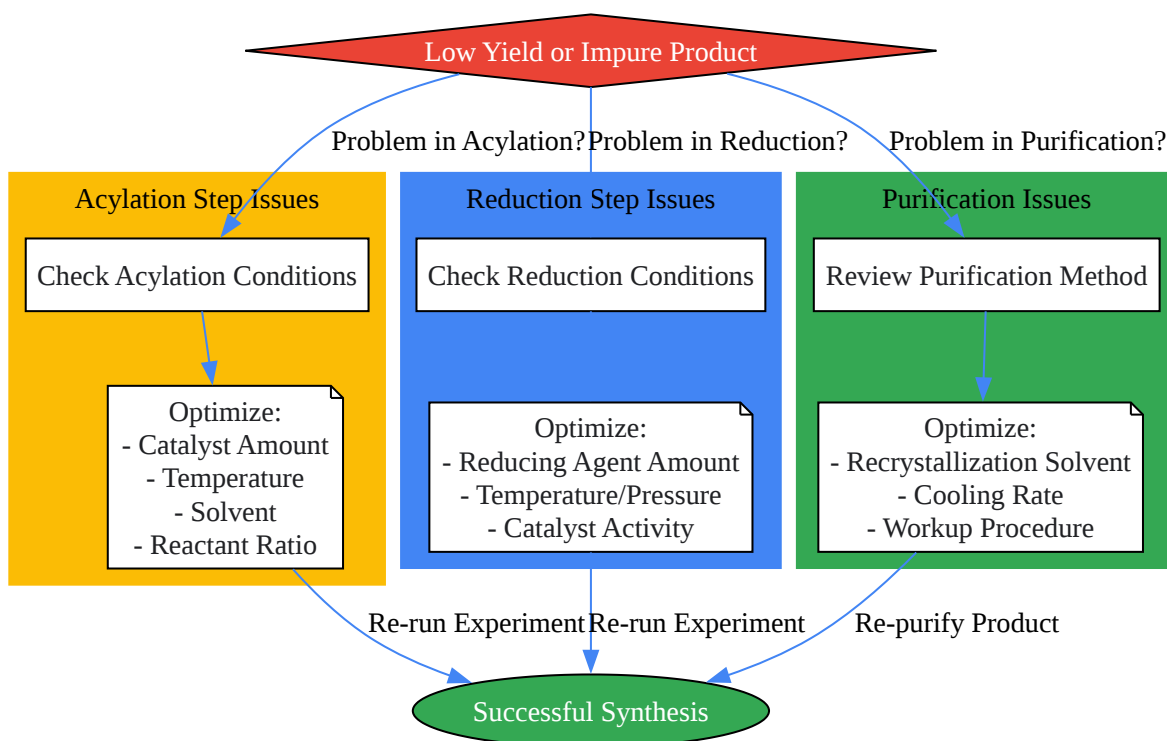 Low Yield or Impure Product
Problem in Acylation?
Problem in Reduction?
Problem in Purification?
Acylation Step Issues
Reduction Step Issues
Purification Issues
Check Acylation Conditions
Check Reduction Conditions
Review Purification Method
Optimize:
- Catalyst Amount
- Temperature
- Solvent
- Reactant Ratio
Optimize:
- Reducing Agent Amount
- Temperature/Pressure
- Catalyst Activity
Optimize:
- Recrystallization Solvent
- Cooling Rate
- Workup Procedure
Re-run Experiment
Re-run Experiment
Re-purify Product
Successful Synthesis